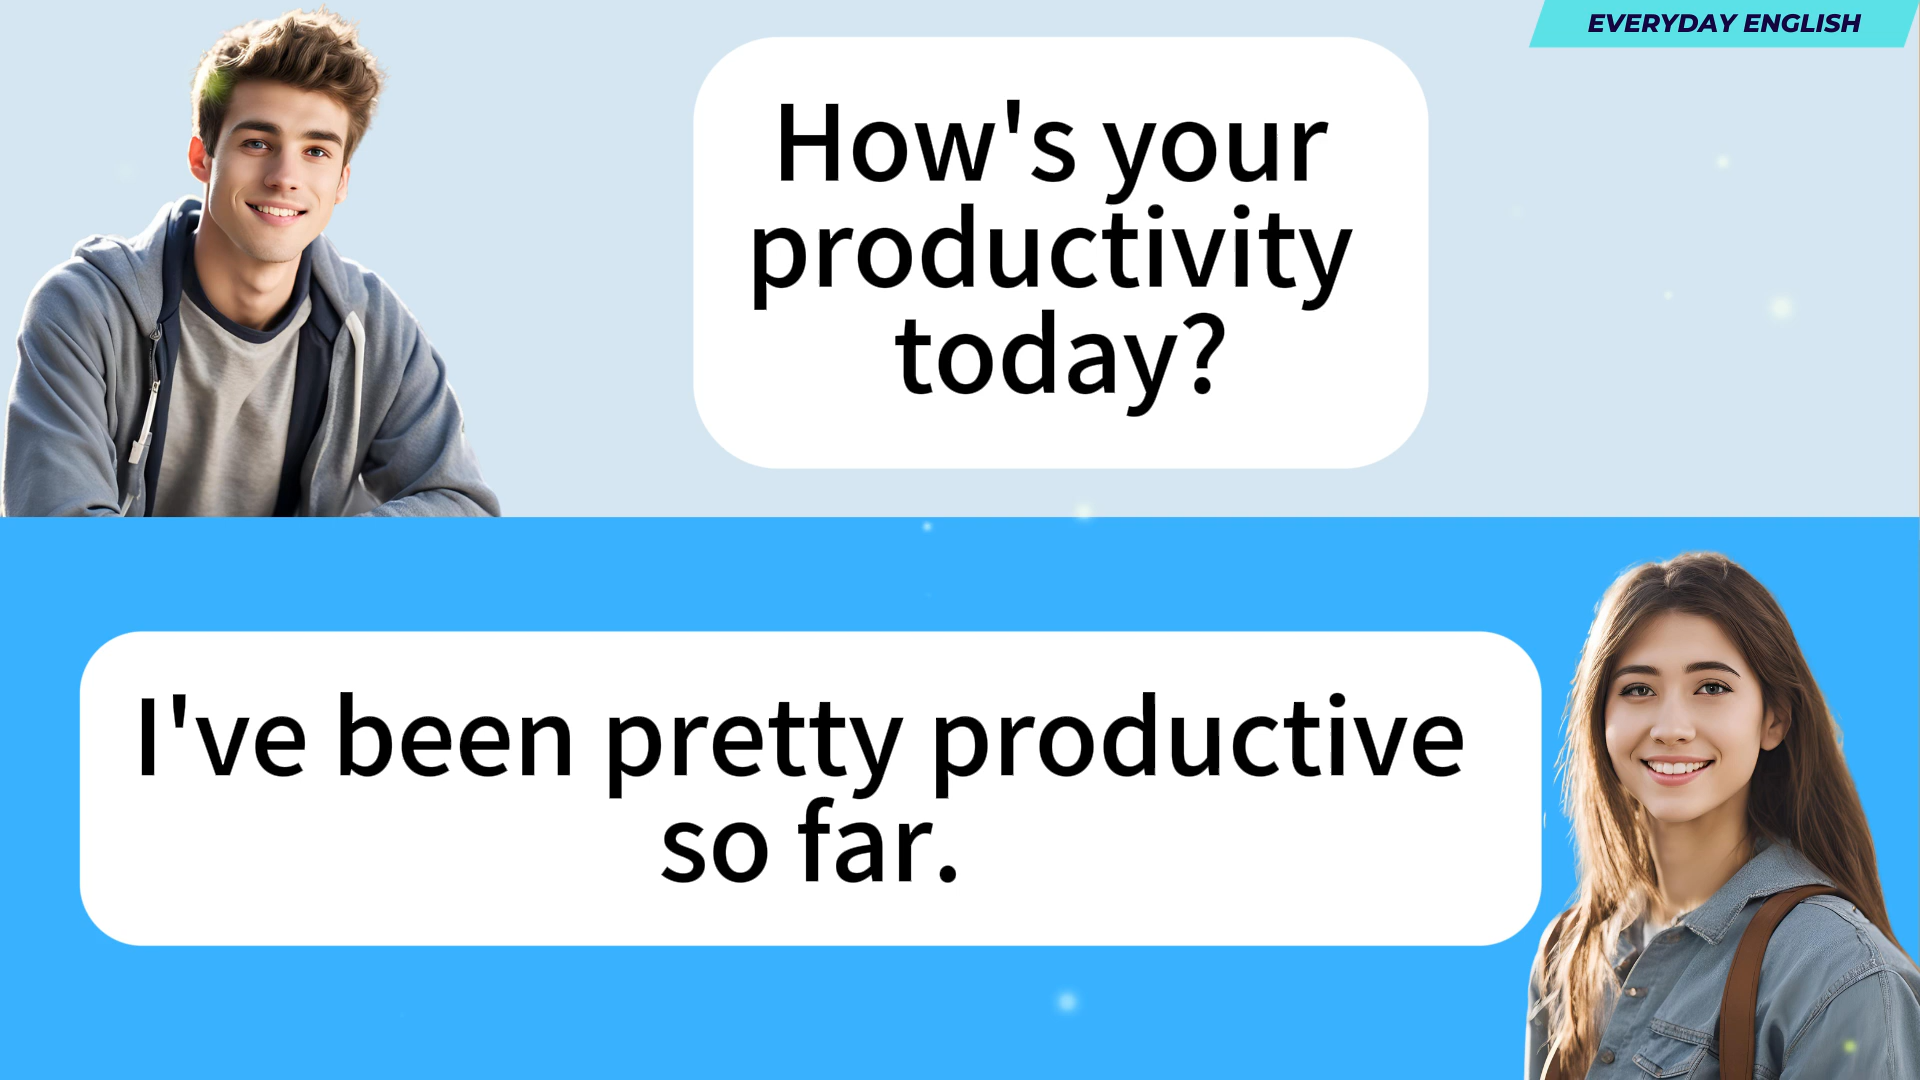 EVERYDAY ENGLISH
How's your
productivity
today?
I've been pretty productive
so far.